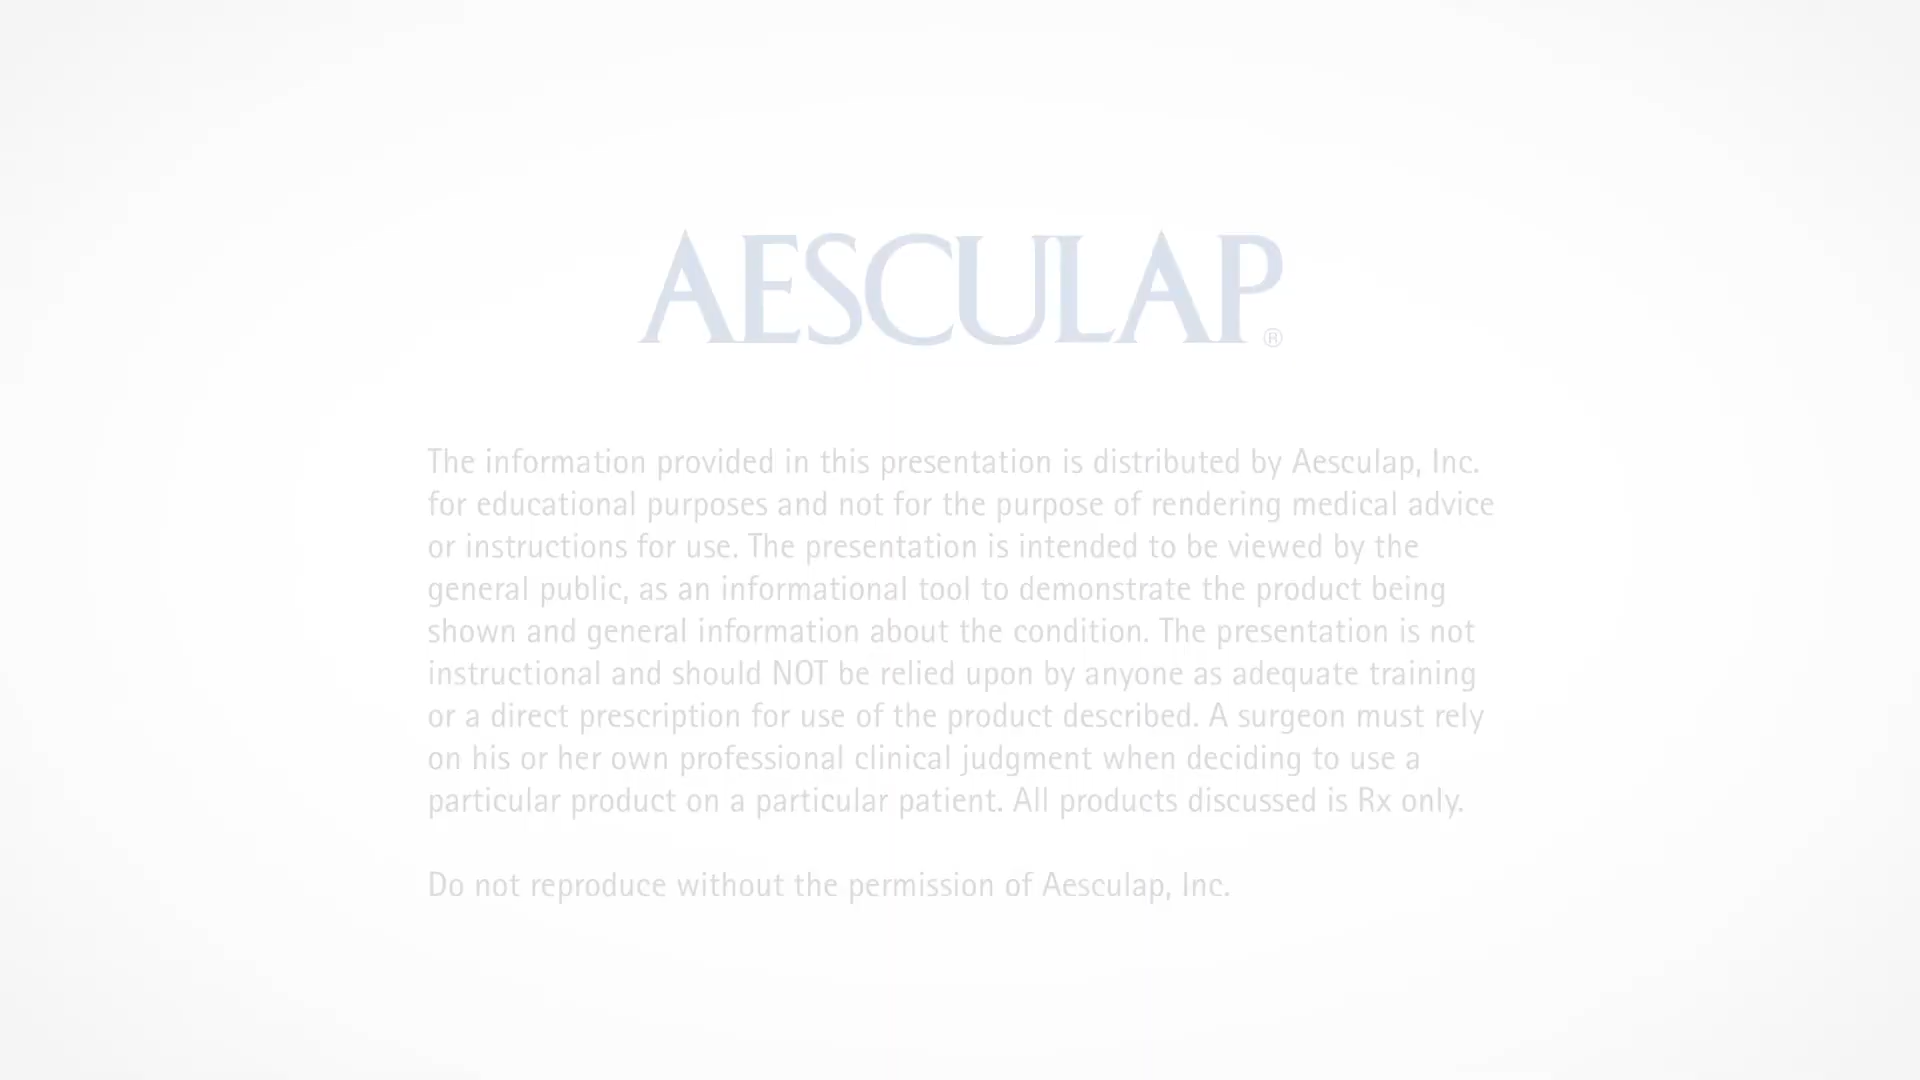 AESCULAP®
The information provided in this presentation is distributed by Aesculap, Inc.
for educational purposes and not for the purpose of rendering medical advice
or instructions for use. The presentation is intended to be viewed by the
general public, as an informational tool to demonstrate the product being
shown and general information about the condition. The presentation is not
instructional and should NOT be relied upon by anyone as adequate training
or a direct prescription for use of the product described. A surgeon must rely
on his or her own professional clinical judgment when deciding to use a
particular product on a particular patient. All products discussed is Rx only.
Do not reproduce without the permission of Aesculap, Inc.